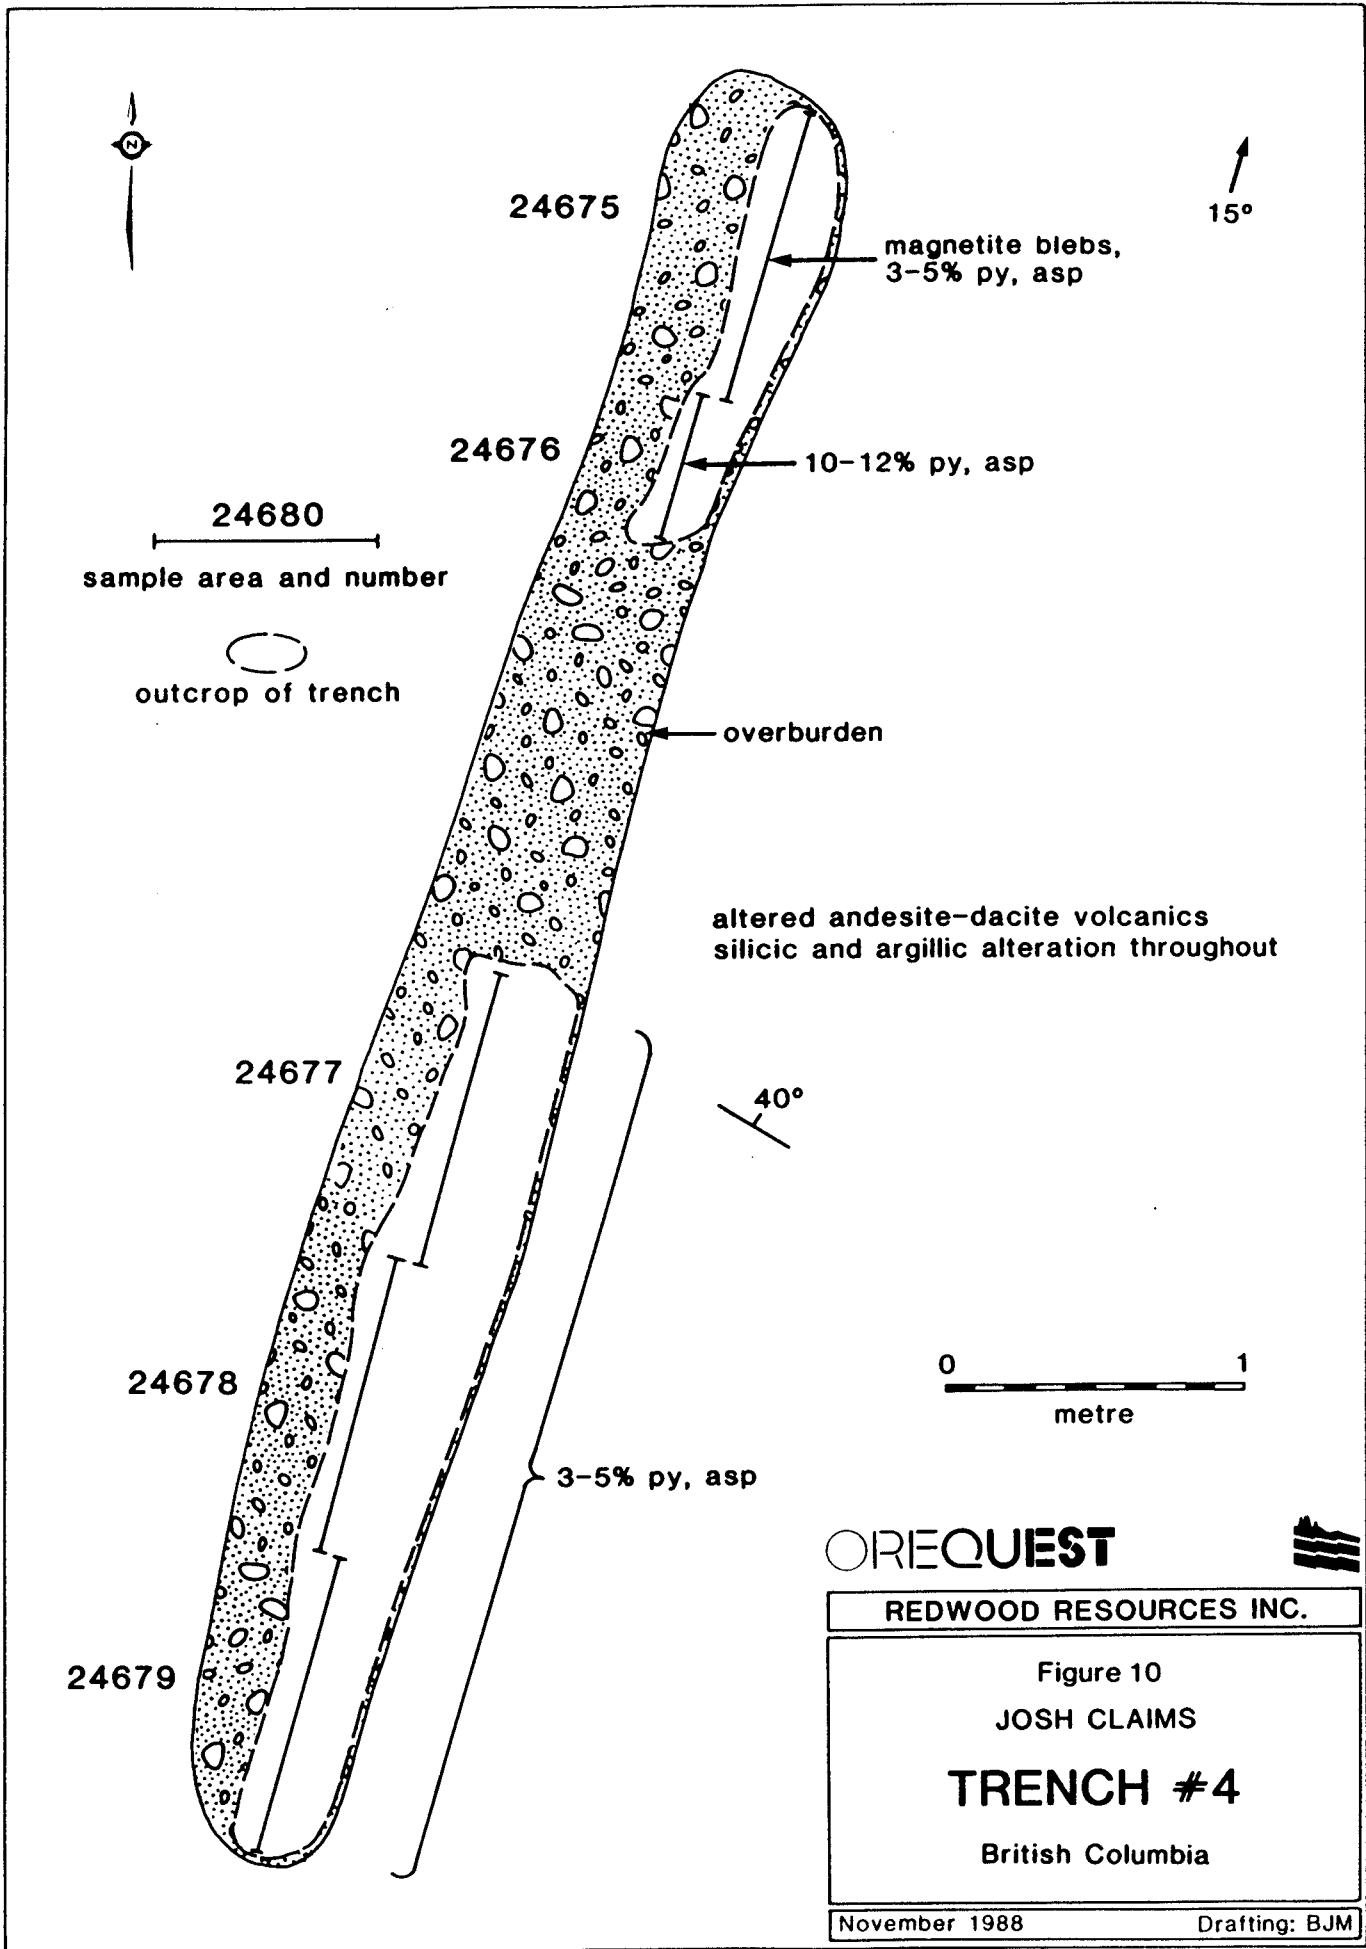 N
24675
15°
magnetite blebs,
3-5% py, asp
24676
10-12% py, asp
24680
sample area and number
outcrop of trench
overburden
altered andesite-dacite volcanics
silicic and argillic alteration throughout
24677
40°
24678
0 1
metre
3-5% py, asp
24679
OREQUEST
REDWOOD RESOURCES INC.
Figure 10
JOSH CLAIMS
TRENCH #4
British Columbia
November 1988 Drafting: BJM